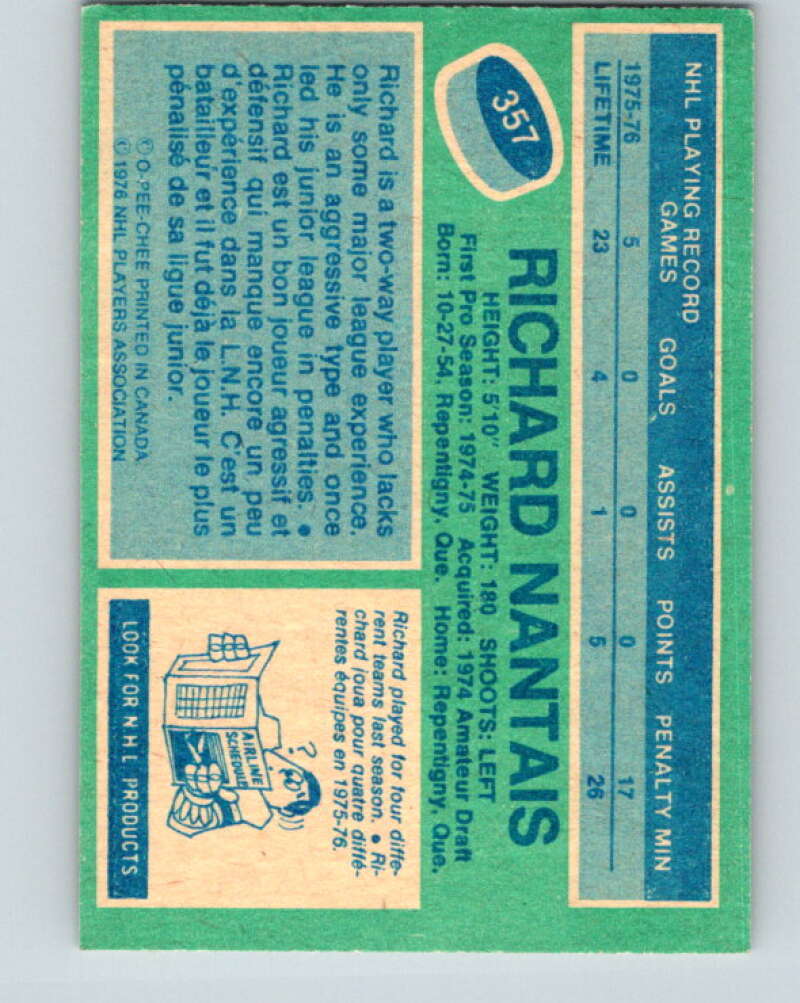 NHL PLAYING RECORD
GAMES GOALS ASSISTS POINTS PENALTY MIN
1975-76 5 0 0 0 17
LIFETIME 23 4 1 5 26
357
RICHARD NANTAIS
HEIGHT: 5'10" WEIGHT: 180 SHOOTS: LEFT
First Pro Season: 1974-75 Acquired: 1974 Amateur Draft
Born: 10-27-54, Repentigny, Que. Home: Repentigny, Que.
Richard is a two-way player who lacks
only some major league experience.
He is an aggressive type and once
led his junior league in penalties. •
Richard est un bon joueur agressif et
défensif qui manque encore un peu
d'expérience dans la L.N.H. C'est un
batailleur et il fut déjà le joueur le plus
pénalisé de sa ligue junior.
© O-PEE-CHEE PRINTED IN CANADA
© 1976 NHL PLAYERS ASSOCIATION
Richard played for four diffe-
rent teams last season. • Ri-
chard joua pour quatre diffé-
rentes équipes en 1975-76.
?
AIRLINE
SCHEDULE
LOOK FOR N.H.L PRODUCTS